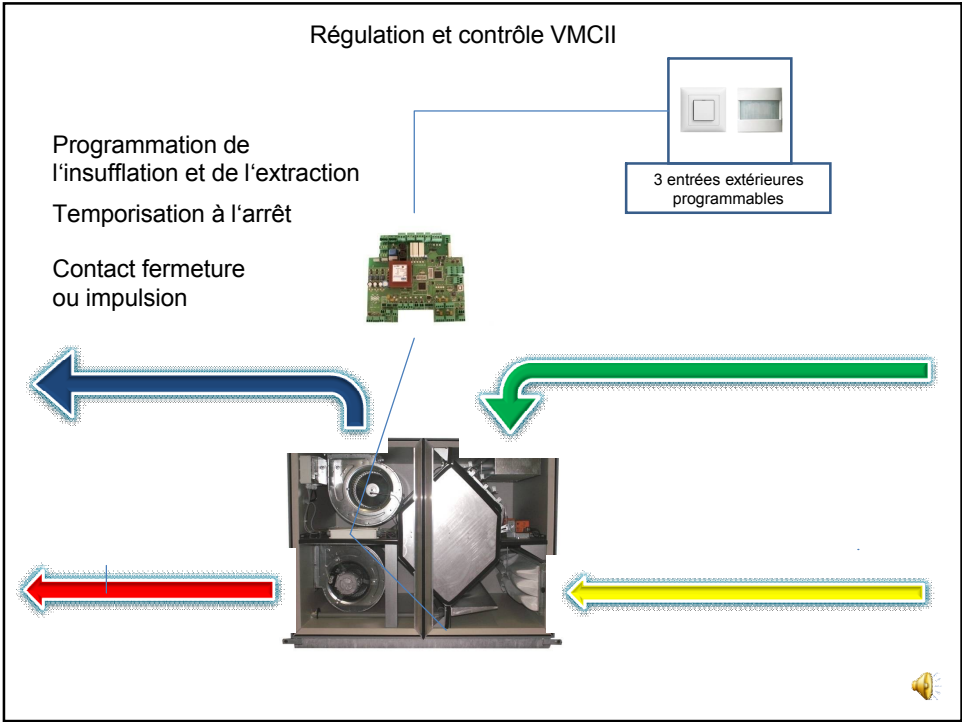 Régulation et contrôle VMCII
Programmation de
l‘insufflation et de l‘extraction
Temporisation à l‘arrêt
Contact fermeture
ou impulsion
3 entrées extérieures
programmables